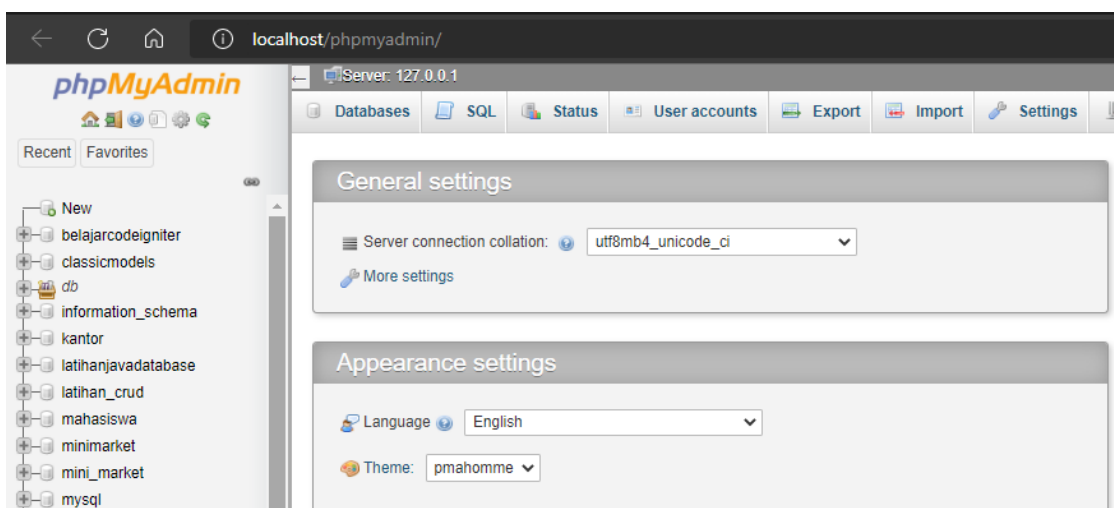 localhost/phpmyadmin/
phpMyAdmin
Recent Favorites
New
belajarcodeigniter
classicmodels
db
information_schema
kantor
latihanjavadatabase
latihan_crud
mahasiswa
minimarket
mini_market
mysql
Server: 127.0.0.1
Databases SQL Status User accounts Export Import Settings
General settings
Server connection collation: utf8mb4_unicode_ci
More settings
Appearance settings
Language English
Theme: pmahomme